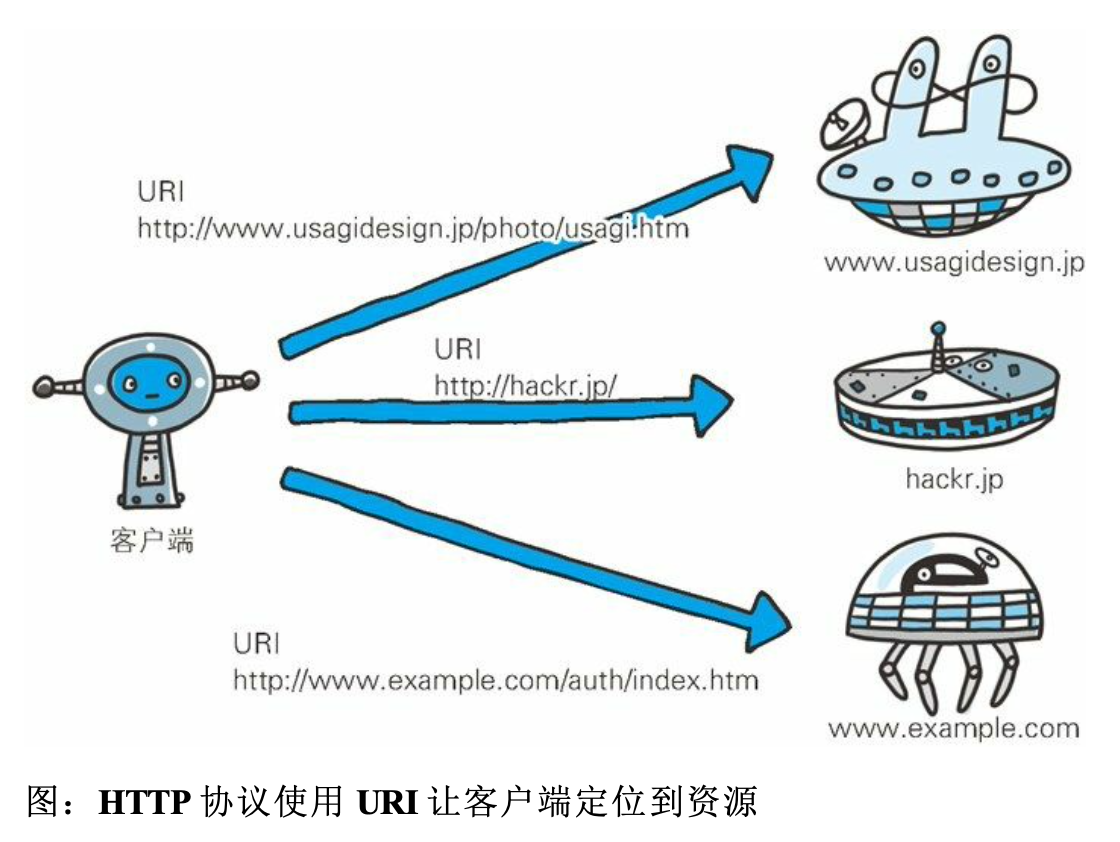 URI
http://www.usagidesign.jp/photo/usagi.htm
www.usagidesign.jp
URI
http://hackr.jp/
hackr.jp
客户端
URI
http://www.example.com/auth/index.htm
www.example.com
图：HTTP 协议使用 URI 让客户端定位到资源